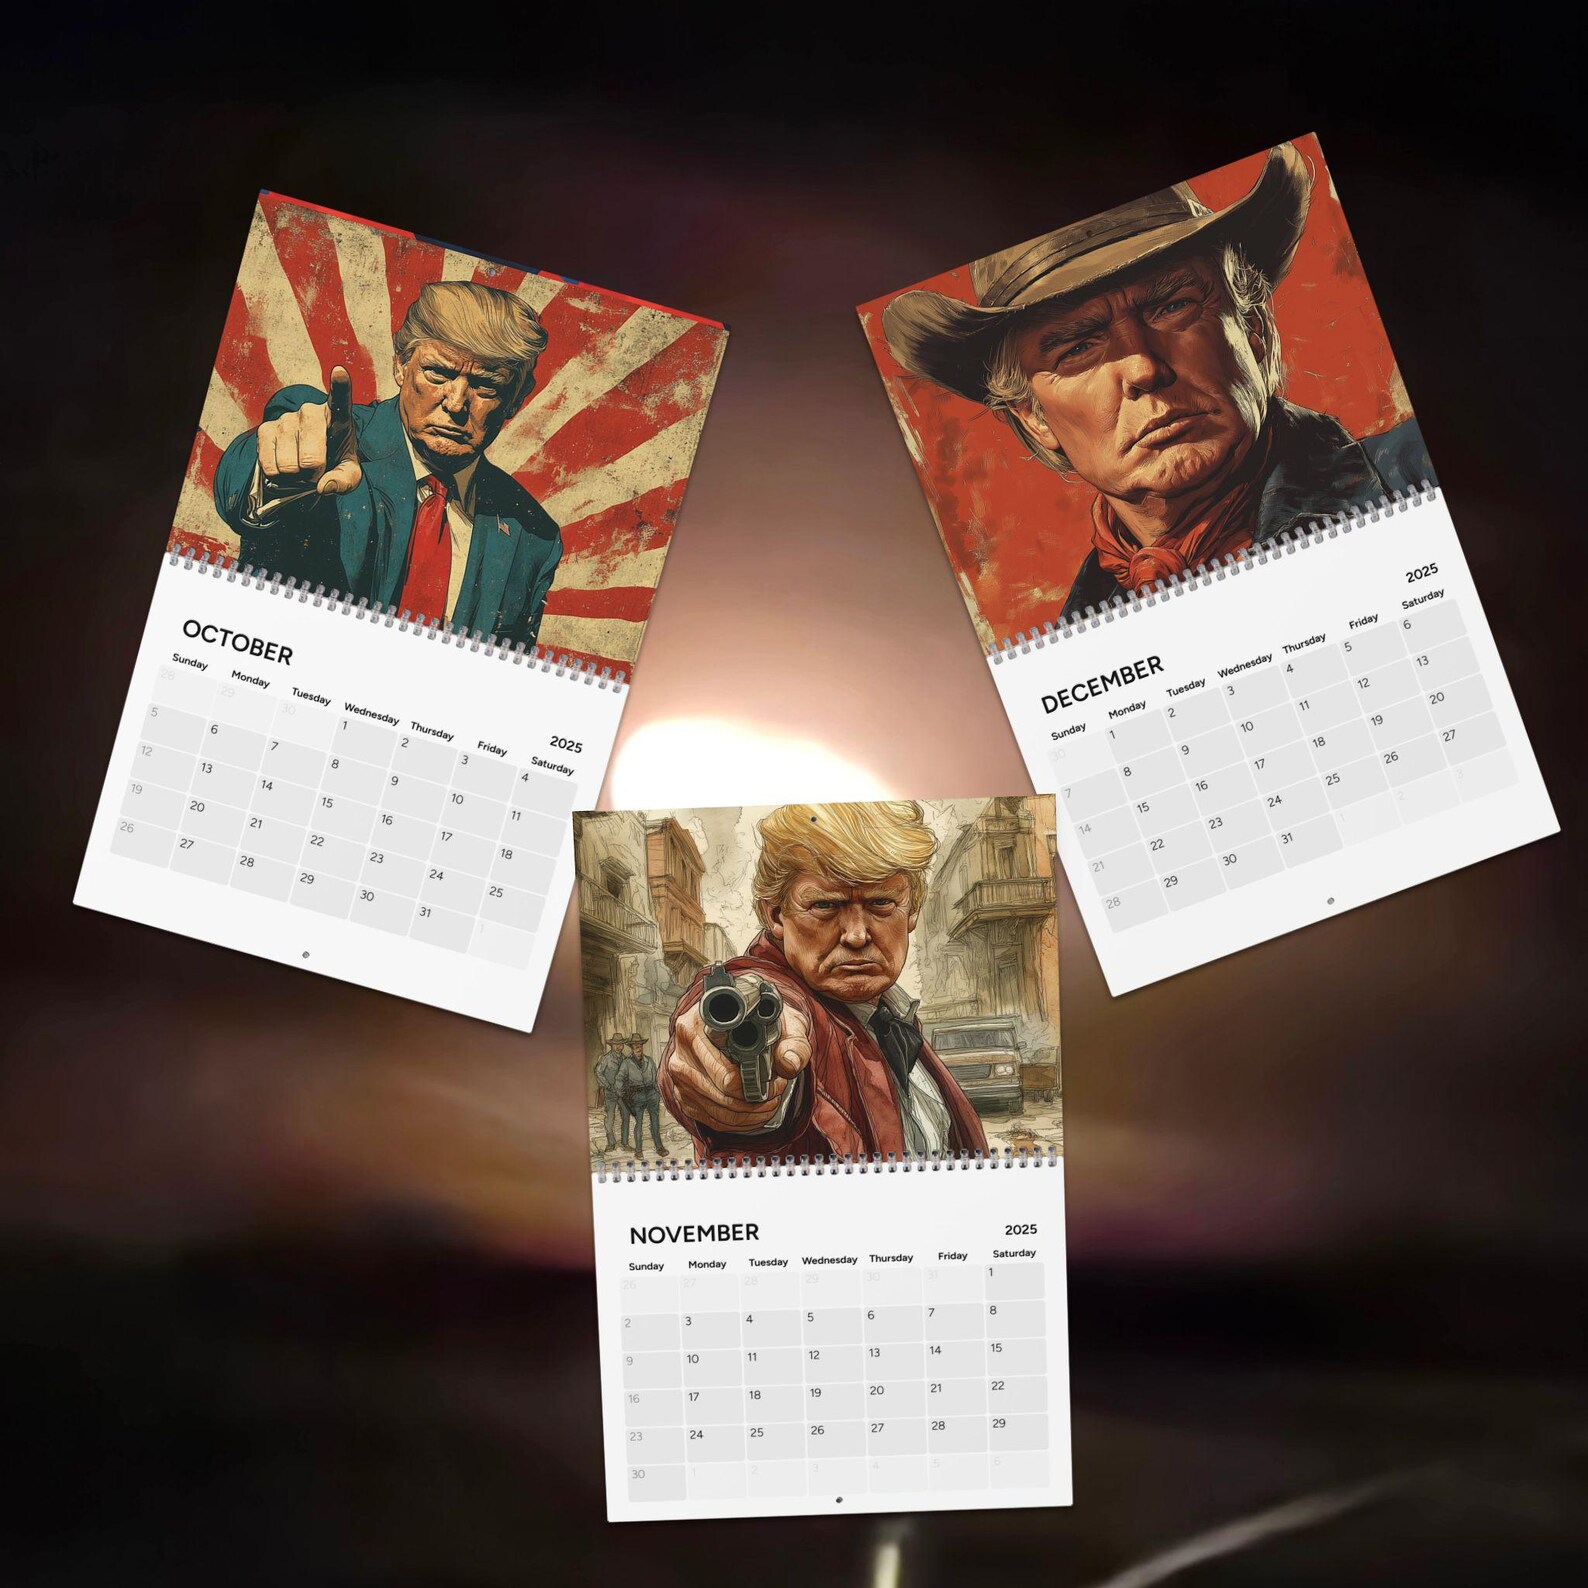 OCTOBER
2025
Sunday Monday Tuesday Wednesday Thursday Friday Saturday
28 29 30 1 2 3 4
5 6 7 8 9 10 11
12 13 14 15 16 17 18
19 20 21 22 23 24 25
26 27 28 29 30 31 1
DECEMBER
2025
Sunday Monday Tuesday Wednesday Thursday Friday Saturday
30 1 2 3 4 5 6
7 8 9 10 11 12 13
14 15 16 17 18 19 20
21 22 23 24 25 26 27
28 29 30 31 1 2 3
NOVEMBER
2025
Sunday Monday Tuesday Wednesday Thursday Friday Saturday
26 27 28 29 30 31 1
2 3 4 5 6 7 8
9 10 11 12 13 14 15
16 17 18 19 20 21 22
23 24 25 26 27 28 29
30 1 2 3 4 5 6